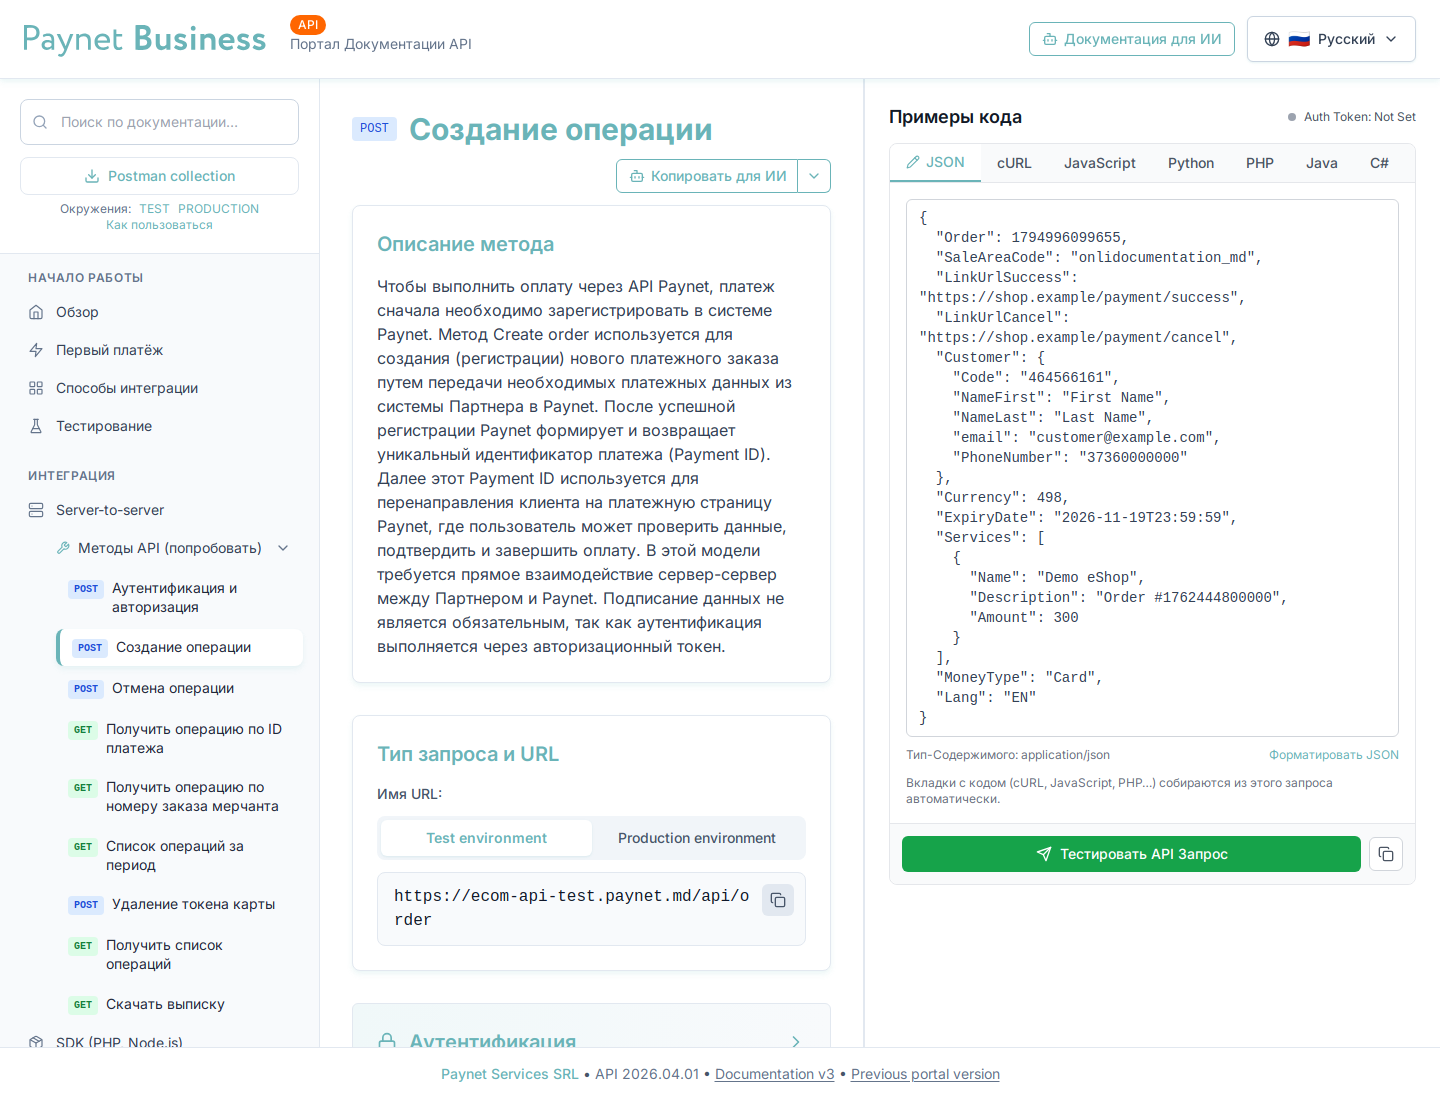 Paynet Business
API
Портал Документации API
Документация для ИИ
Русский
Поиск по документации...
Postman collection
Окружения: TEST PRODUCTION
Как пользоваться
НАЧАЛО РАБОТЫ
Обзор
Первый платёж
Способы интеграции
Тестирование
ИНТЕГРАЦИЯ
Server-to-server
Методы API (попробовать)
POST Аутентификация и
авторизация
POST Создание операции
POST Отмена операции
GET Получить операцию по ID
платежа
GET Получить операцию по
номеру заказа мерчанта
GET Список операций за
период
POST Удаление токена карты
GET Получить список
операций
GET Скачать выписку
SDK (PHP, Node.js)
POST Создание операции
Копировать для ИИ
Описание метода
Чтобы выполнить оплату через API Paynet, платеж
сначала необходимо зарегистрировать в системе
Paynet. Метод Create order используется для
создания (регистрации) нового платежного заказа
путем передачи необходимых платежных данных из
системы Партнера в Paynet. После успешной
регистрации Paynet формирует и возвращает
уникальный идентификатор платежа (Payment ID).
Далее этот Payment ID используется для
перенаправления клиента на платежную страницу
Paynet, где пользователь может проверить данные,
подтвердить и завершить оплату. В этой модели
требуется прямое взаимодействие сервер-сервер
между Партнером и Paynet. Подписание данных не
является обязательным, так как аутентификация
выполняется через авторизационный токен.
Тип запроса и URL
Имя URL:
Test environment
Production environment
https://ecom-api-test.paynet.md/api/o
rder
Аутентификация
Примеры кода
Auth Token: Not Set
JSON cURL JavaScript Python PHP Java C#
{
"Order": 1794996099655,
"SaleAreaCode": "onlidocumentation_md",
"LinkUrlSuccess":
"https://shop.example/payment/success",
"LinkUrlCancel":
"https://shop.example/payment/cancel",
"Customer": {
"Code": "464566161",
"NameFirst": "First Name",
"NameLast": "Last Name",
"email": "customer@example.com",
"PhoneNumber": "37360000000"
},
"Currency": 498,
"ExpiryDate": "2026-11-19T23:59:59",
"Services": [
{
"Name": "Demo eShop",
"Description": "Order #1762444800000",
"Amount": 300
}
],
"MoneyType": "Card",
"Lang": "EN"
}
Тип-Содержимого: application/json
Форматировать JSON
Вкладки с кодом (cURL, JavaScript, PHP…) собираются из этого запроса
автоматически.
Тестировать API Запрос
Paynet Services SRL • API 2026.04.01 • Documentation v3 • Previous portal version